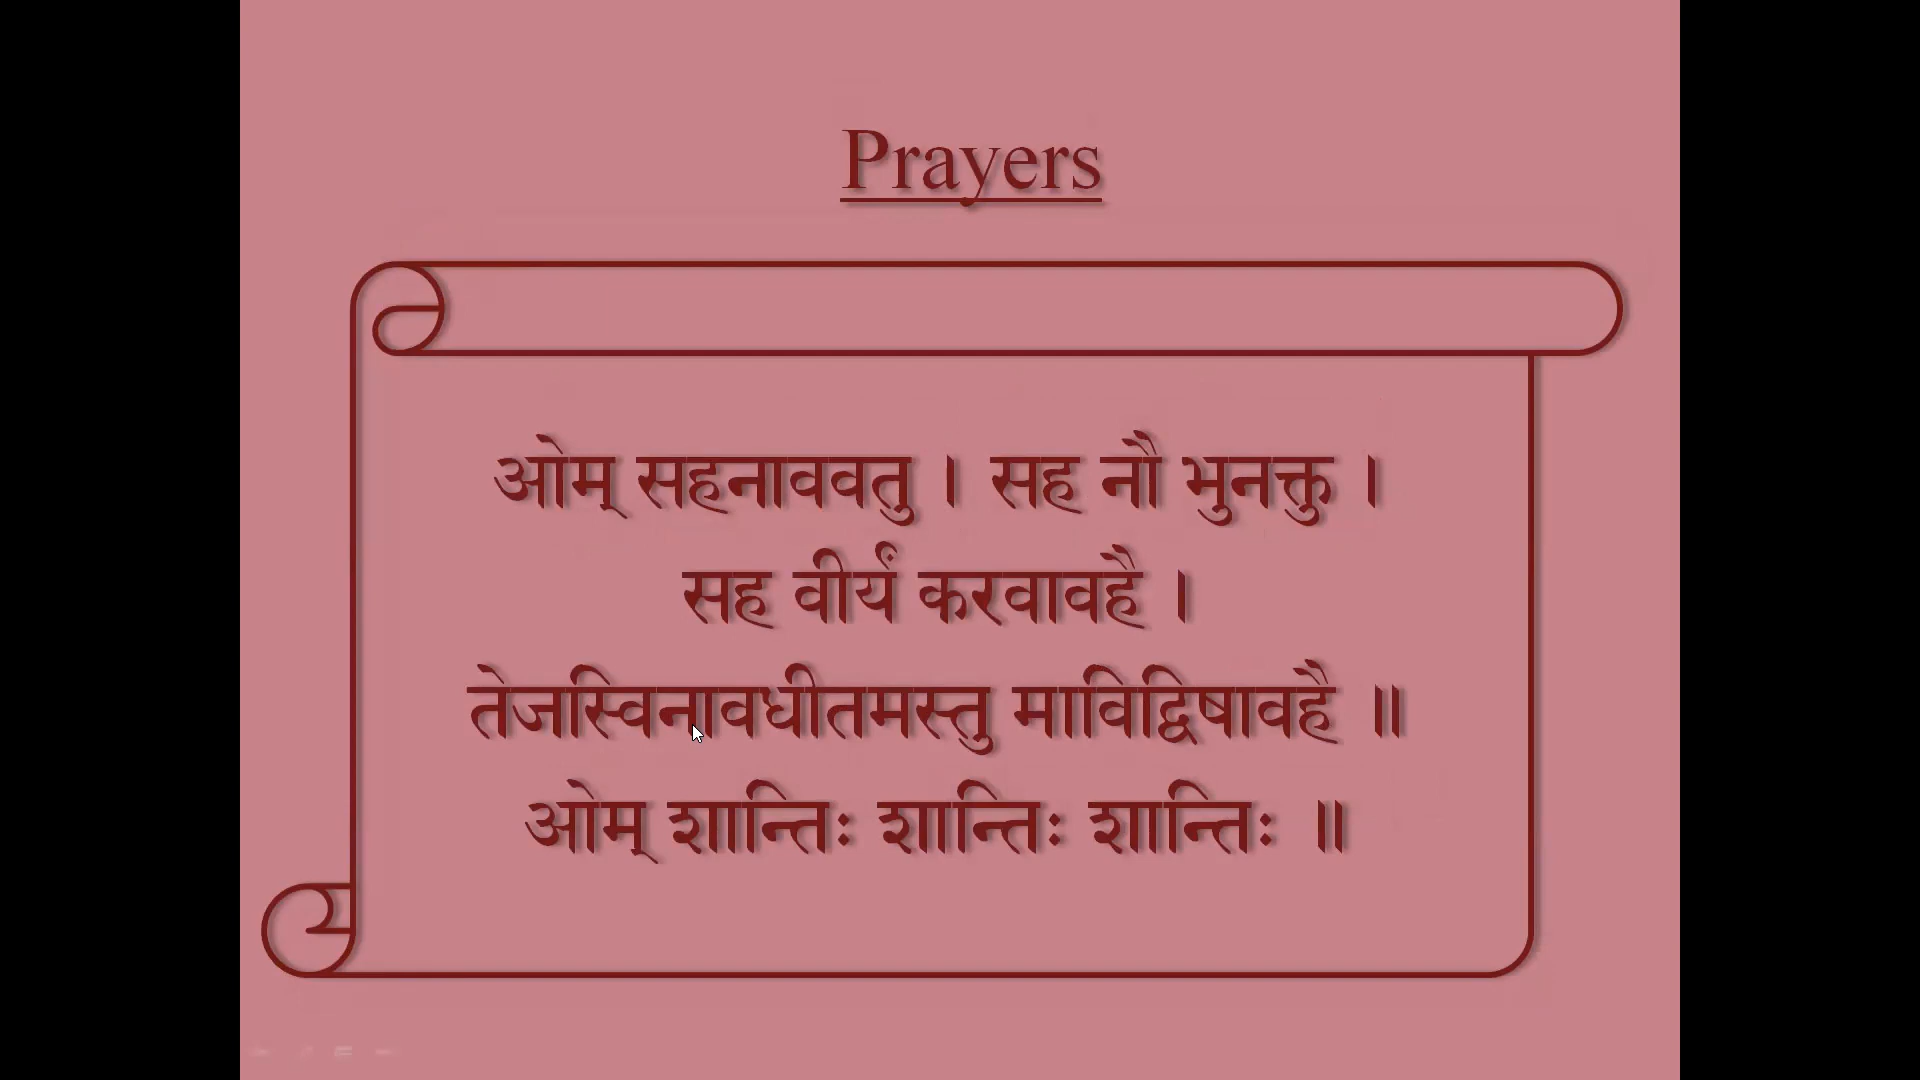 Prayers
ओम् सहनाववतु । सह नौ भुनक्तु ।
सह वीर्यं करवावहै ।
तेजस्विनावधीतमस्तु माविद्विषावहै ॥
ओम् शान्तिः शान्तिः शान्तिः ॥